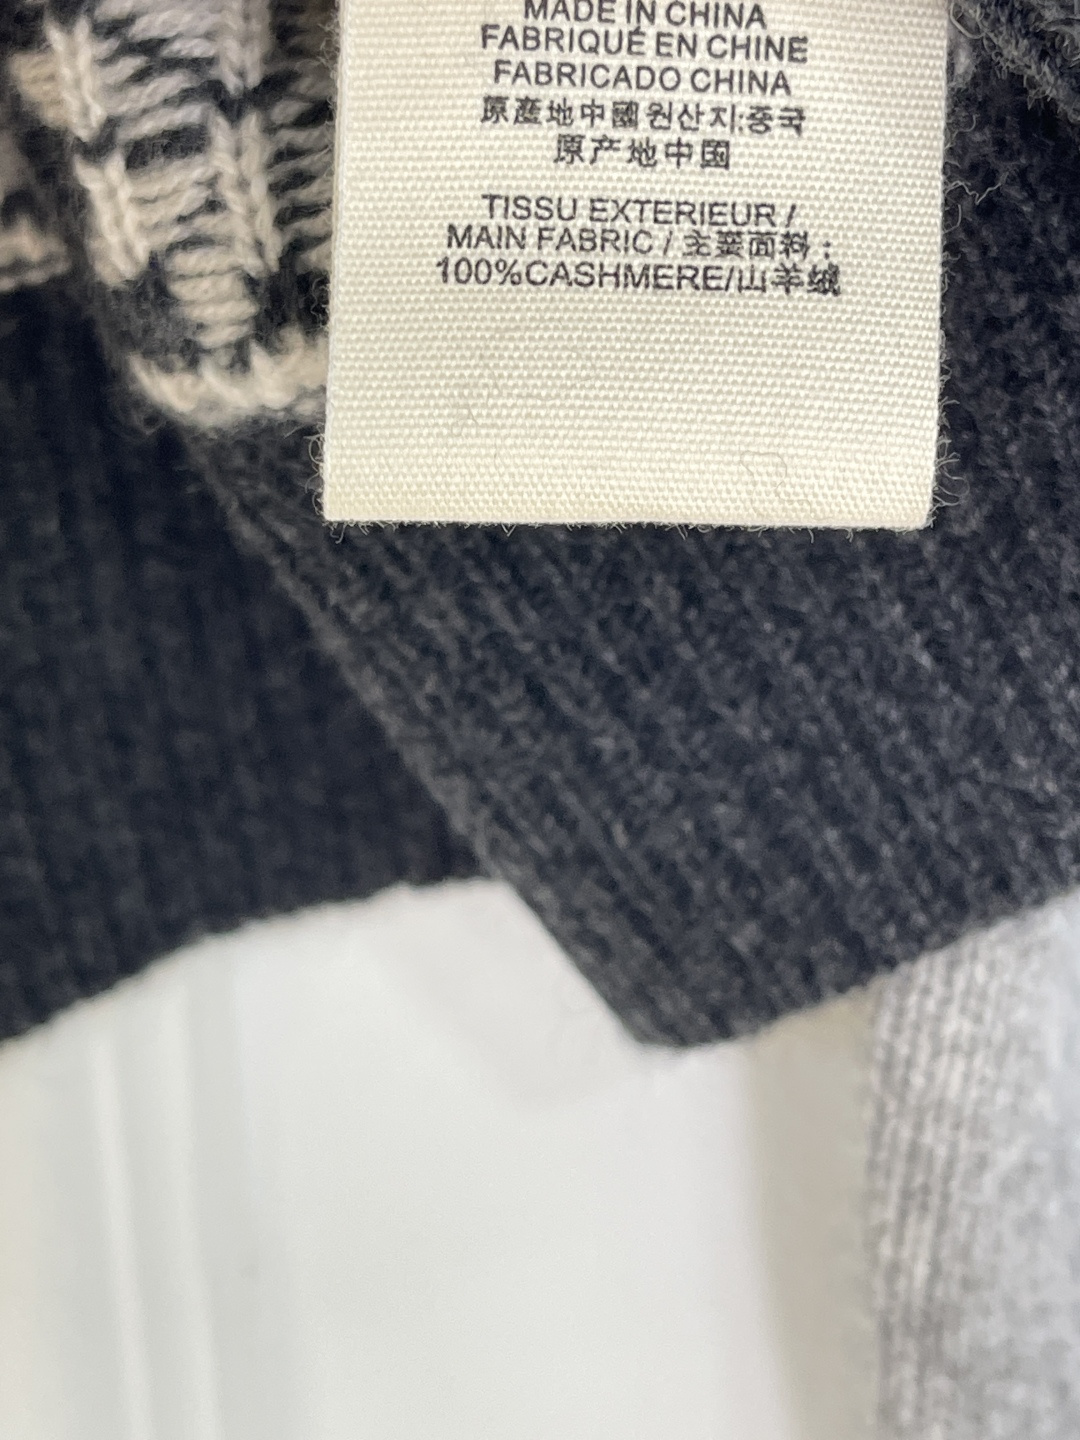 MADE IN CHINA
FABRIQUÉ EN CHINE
FABRICADO CHINA
原產地中國원산지:중국
原产地中国
TISSU EXTERIEUR /
MAIN FABRIC / 主要面料 :
100%CASHMERE/山羊绒